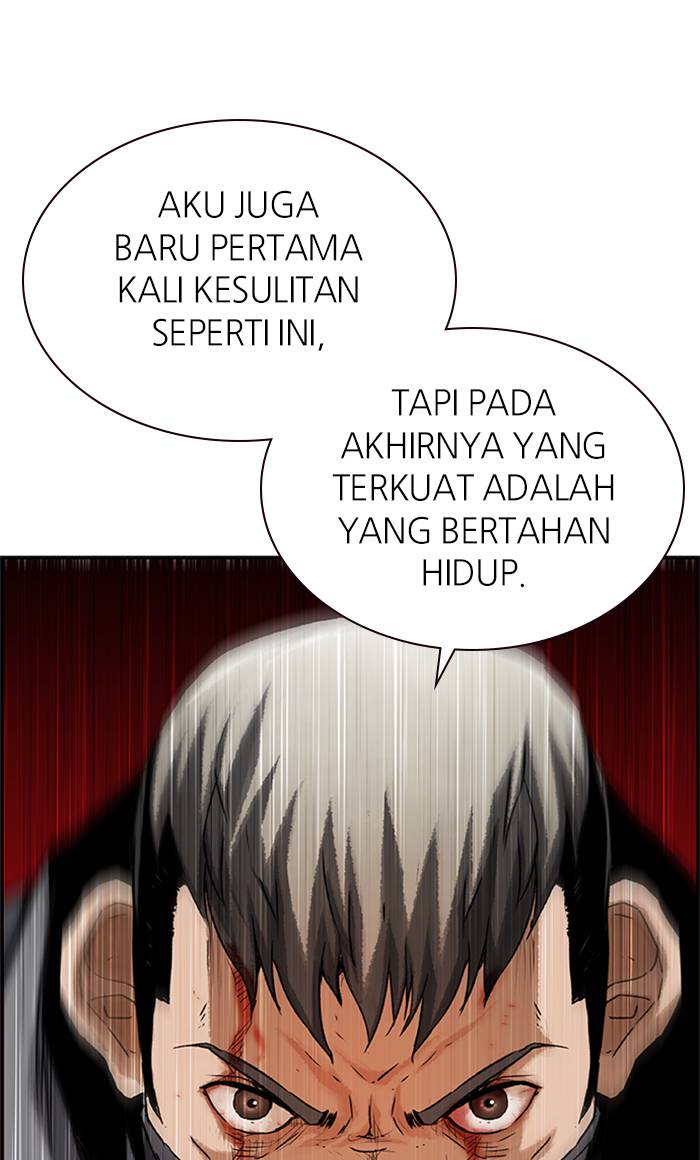 AKU JUGA
BARU PERTAMA
KALI KESULITAN
SEPERTI INI,
TAPI PADA
AKHIRNYA YANG
TERKUAT ADALAH
YANG BERTAHAN
HIDUP.